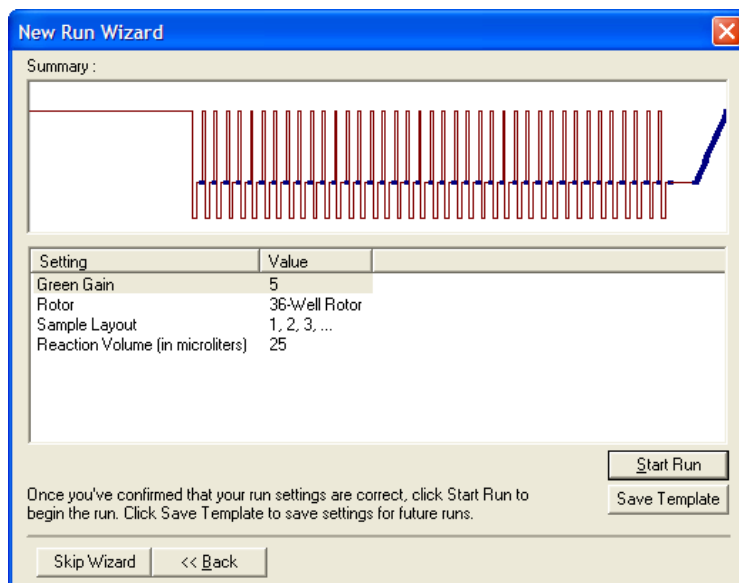 New Run Wizard
Summary :
Setting Value
Green Gain 5
Rotor 36-Well Rotor
Sample Layout 1, 2, 3, ...
Reaction Volume (in microliters) 25
Start Run
Once you've confirmed that your run settings are correct, click Start Run to
begin the run. Click Save Template to save settings for future runs.
Save Template
Skip Wizard << Back